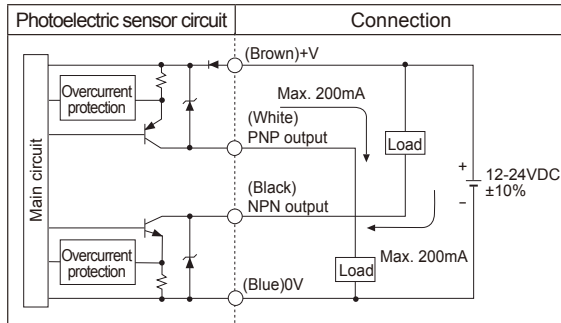 Photoelectric sensor circuit
Connection
Main circuit
Overcurrent
protection
(Brown)+V
Max. 200mA
(White)
PNP output
Load
+
12-24VDC
±10%
−
(Black)
NPN output
Overcurrent
protection
Max. 200mA
Load
(Blue)0V